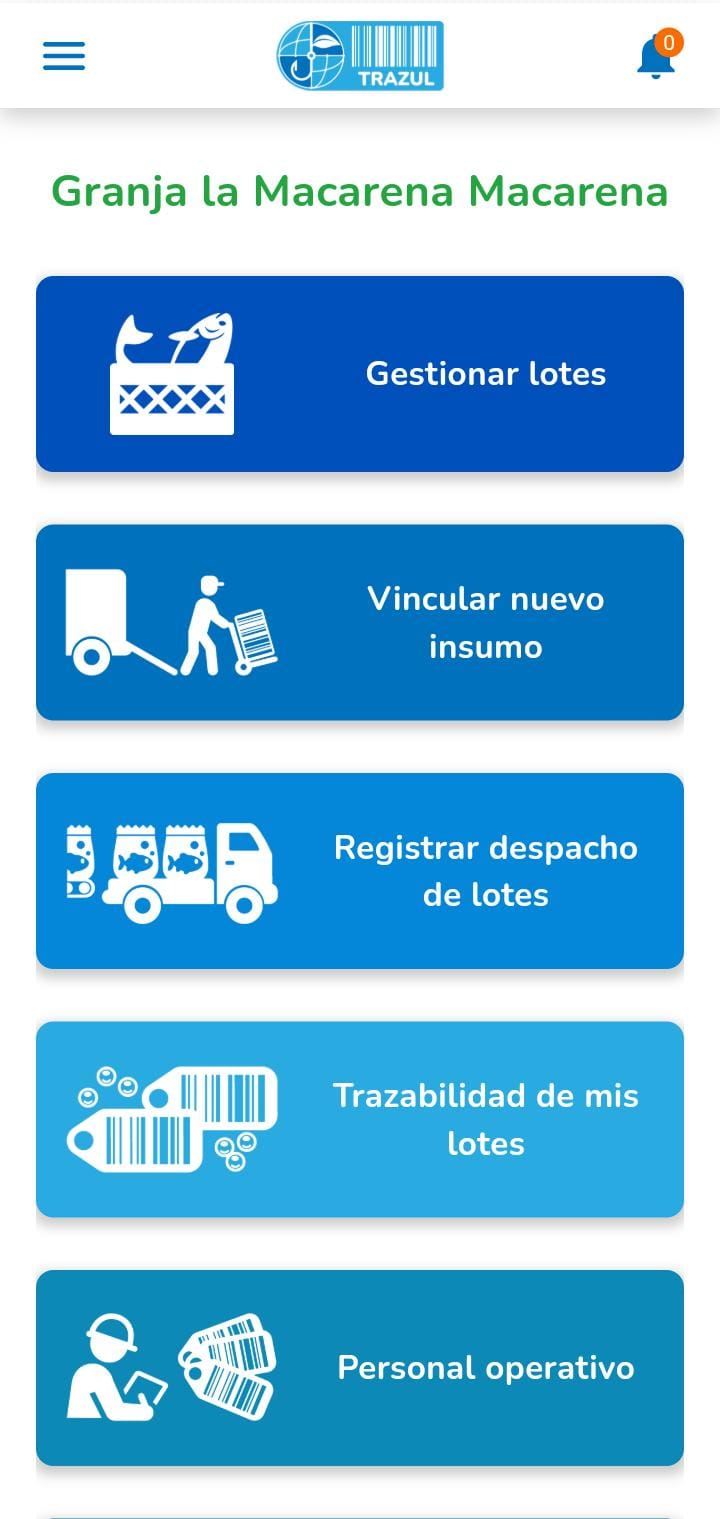 TRAZUL
0
Granja la Macarena Macarena
Gestionar lotes
Vincular nuevo
insumo
Registrar despacho
de lotes
Trazabilidad de mis
lotes
Personal operativo